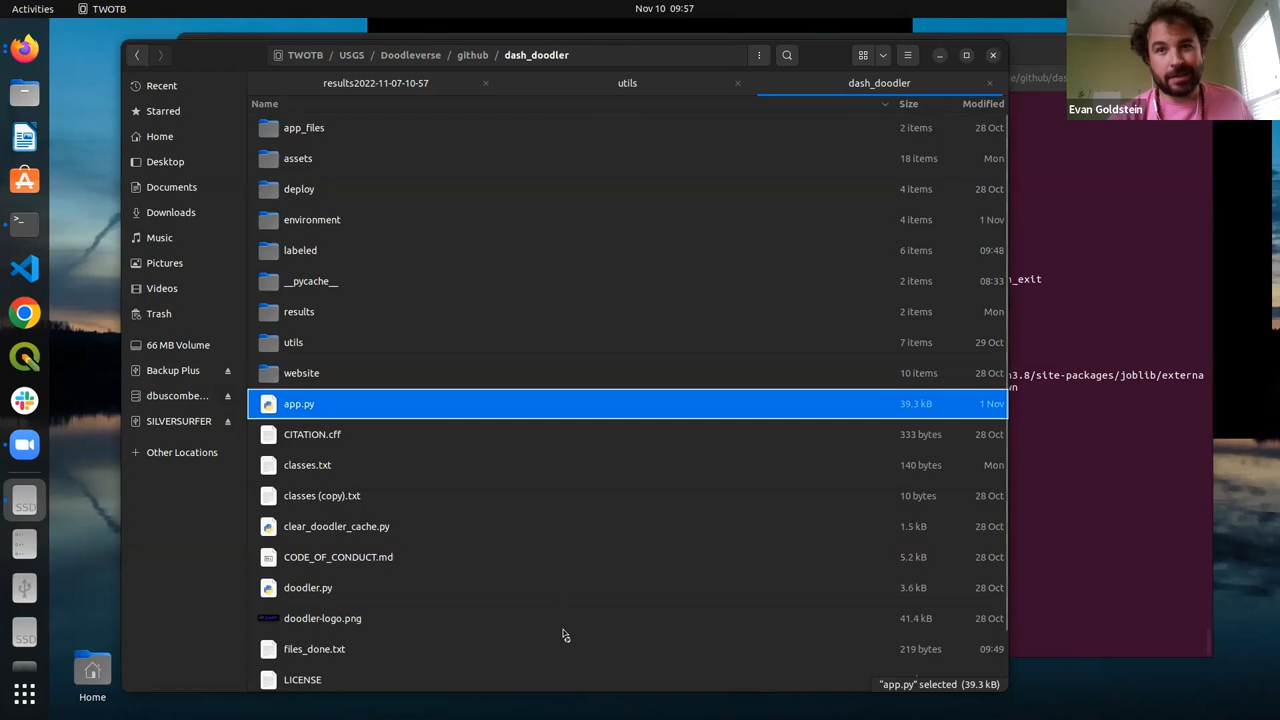 Activities
TWOTB
Nov 10 09:57
TWOTB
USGS
Doodleverse
github
dash_doodler
results2022-11-07-10-57
utils
dash_doodler
Name
Size
Modified
Recent
Starred
Home
Desktop
Documents
Downloads
Music
Pictures
Videos
Trash
66 MB Volume
Backup Plus
dbuscombe...
SILVERSURFER
Other Locations
app_files 2 items 28 Oct
assets 18 items Mon
deploy 4 items 28 Oct
environment 4 items 1 Nov
labeled 6 items 09:48
__pycache__ 2 items 08:33
results 2 items Mon
utils 7 items 29 Oct
website 10 items 28 Oct
app.py 39.3 kB 1 Nov
CITATION.cff 333 bytes 28 Oct
classes.txt 140 bytes Mon
classes (copy).txt 10 bytes 28 Oct
clear_doodler_cache.py 1.5 kB 28 Oct
CODE_OF_CONDUCT.md 5.2 kB 28 Oct
doodler.py 3.6 kB 28 Oct
doodler-logo.png 41.4 kB 28 Oct
files_done.txt 219 bytes 09:49
LICENSE
"app.py" selected (39.3 kB)
e/github/das
_exit
n3.8/site-packages/joblib/externa
wn
Evan Goldstein
SSD
SSD
Home